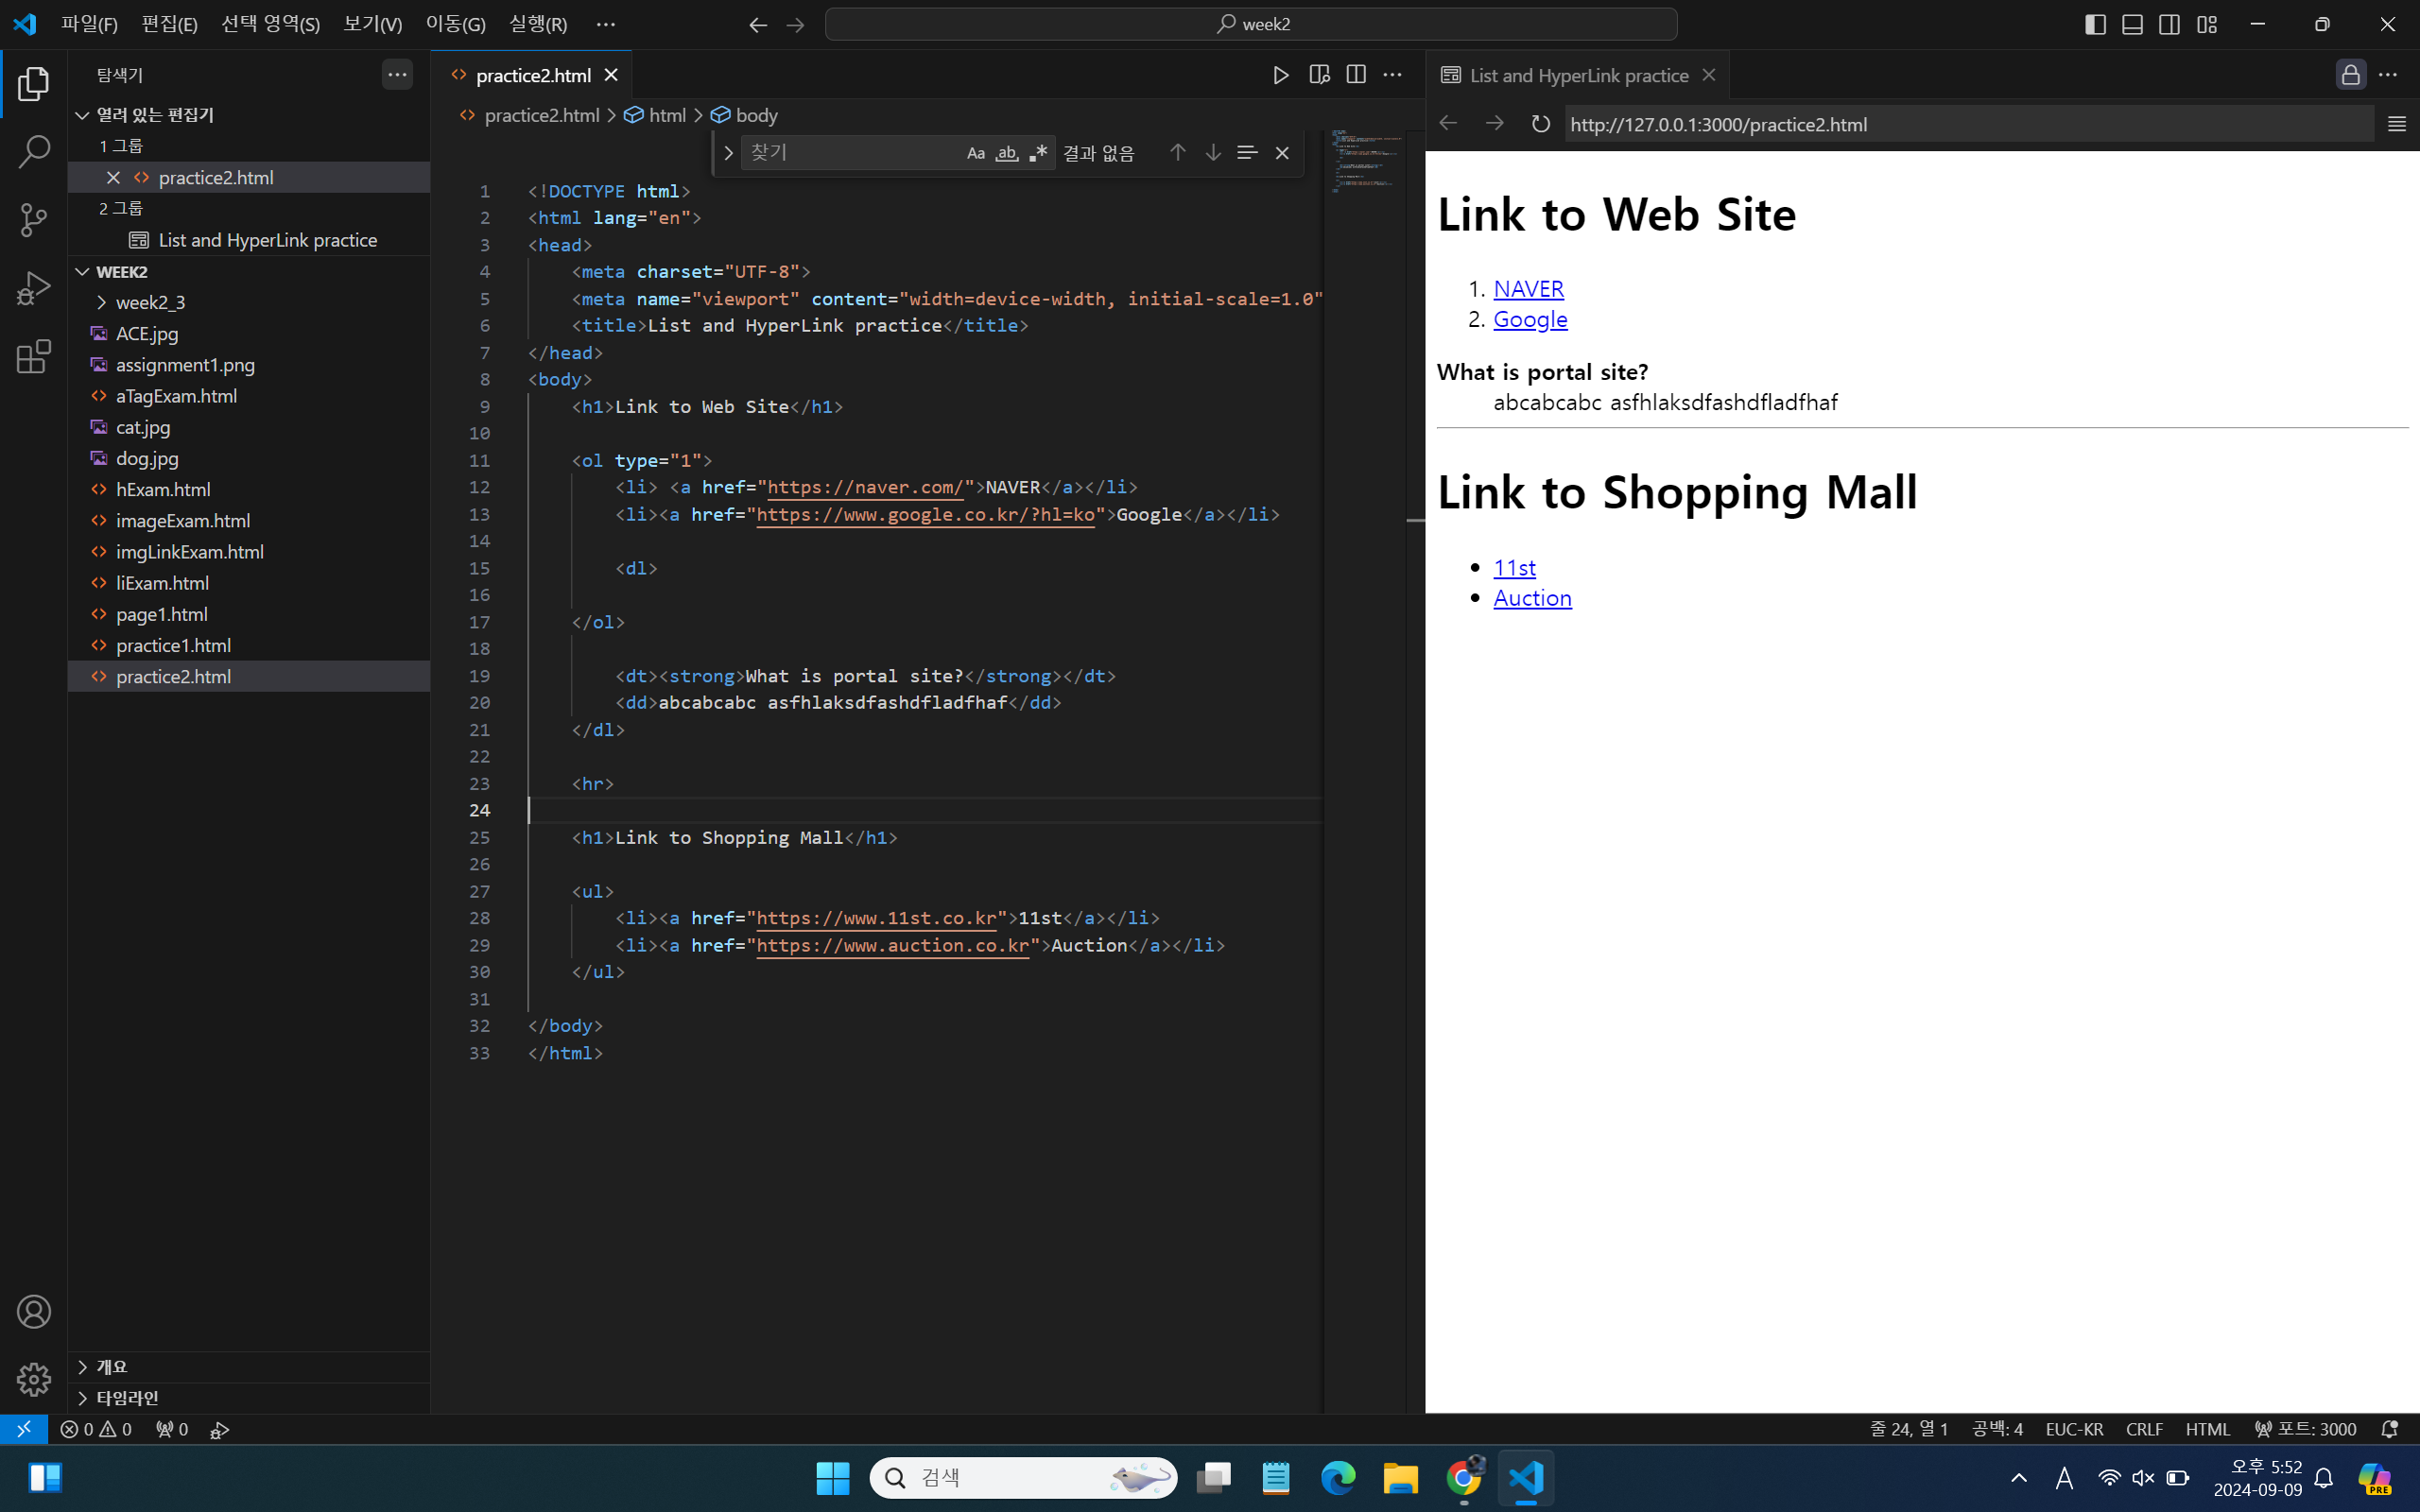 파일(F) 편집(E) 선택 영역(S) 보기(V) 이동(G) 실행(R) ··· week2
탐색기
열려 있는 편집기
1 그룹
practice2.html
2 그룹
List and HyperLink practice
WEEK2
week2_3
ACE.jpg
assignment1.png
aTagExam.html
cat.jpg
dog.jpg
hExam.html
imageExam.html
imgLinkExam.html
liExam.html
page1.html
practice1.html
practice2.html
개요
타임라인
practice2.html
practice2.html > html > body
찾기 Aa ab .* 결과 없음
1 <!DOCTYPE html>
2 <html lang="en">
3 <head>
4 <meta charset="UTF-8">
5 <meta name="viewport" content="width=device-width, initial-scale=1.0"
6 <title>List and HyperLink practice</title>
7 </head>
8 <body>
9 <h1>Link to Web Site</h1>
10
11 <ol type="1">
12 <li> <a href="https://naver.com/">NAVER</a></li>
13 <li><a href="https://www.google.co.kr/?hl=ko">Google</a></li>
14
15 <dl>
16
17 </ol>
18
19 <dt><strong>What is portal site?</strong></dt>
20 <dd>abcabcabc asfhlaksdfashdfladfhaf</dd>
21 </dl>
22
23 <hr>
24
25 <h1>Link to Shopping Mall</h1>
26
27 <ul>
28 <li><a href="https://www.11st.co.kr">11st</a></li>
29 <li><a href="https://www.auction.co.kr">Auction</a></li>
30 </ul>
31
32 </body>
33 </html>
List and HyperLink practice
http://127.0.0.1:3000/practice2.html
Link to Web Site
1. NAVER
2. Google
What is portal site?
abcabcabc asfhlaksdfashdfladfhaf
Link to Shopping Mall
• 11st
• Auction
0 0 0 줄 24, 열 1 공백: 4 EUC-KR CRLF HTML 포트: 3000
검색 A 오후 5:52
2024-09-09
PRE